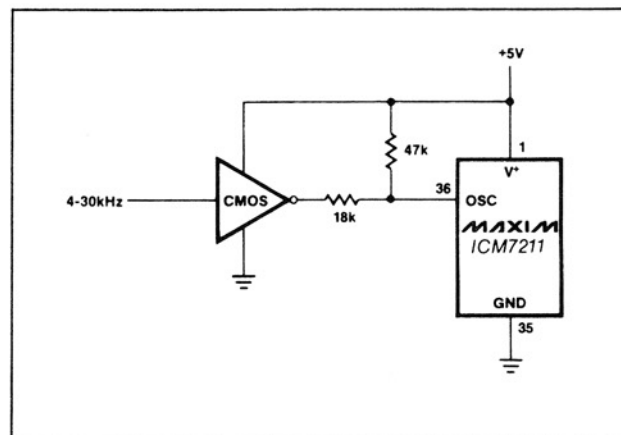 +5V
47k
1
V+
4-30kHz
CMOS
18k
36
OSC
MAXIM
ICM7211
GND
35